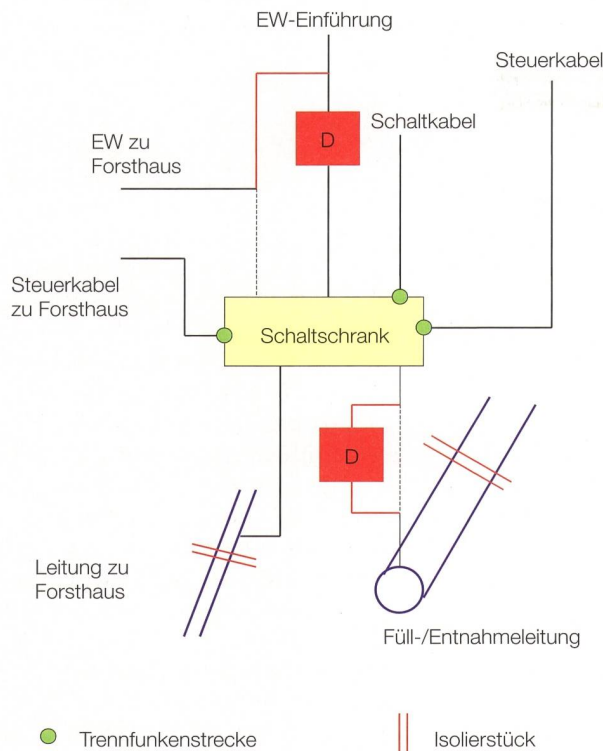 EW-Einführung
Steuerkabel
Schaltkabel
D
EW zu
Forsthaus
Steuerkabel
zu Forsthaus
Schaltschrank
D
Leitung zu
Forsthaus
Füll-/Entnahmeleitung
Trennfunkenstrecke
Isolierstück